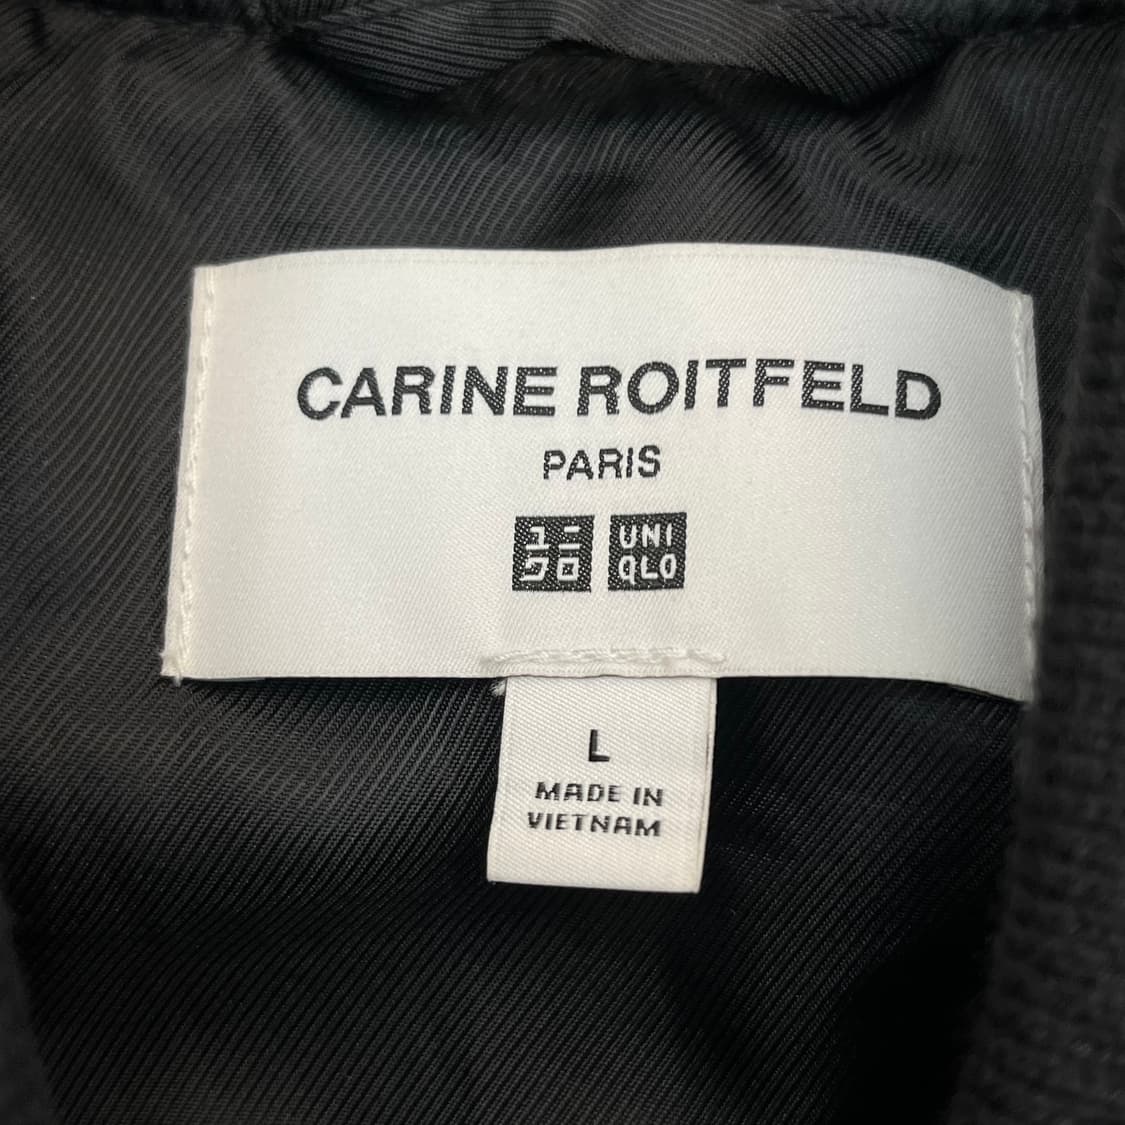 CARINE ROITFELD
PARIS
ユニ UNI
クロ QLO
L
MADE IN
VIETNAM